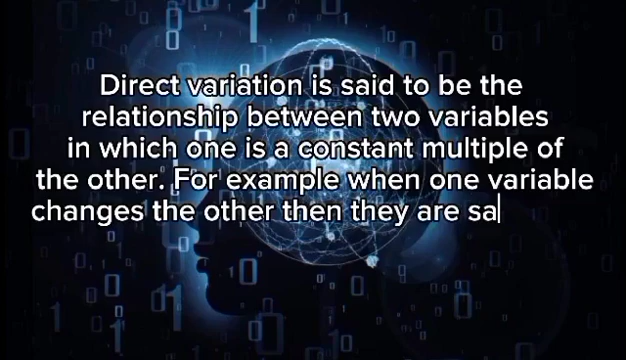 Direct variation is said to be the
relationship between two variables
in which one is a constant multiple of
the other. For example when one variable
changes the other then they are sa